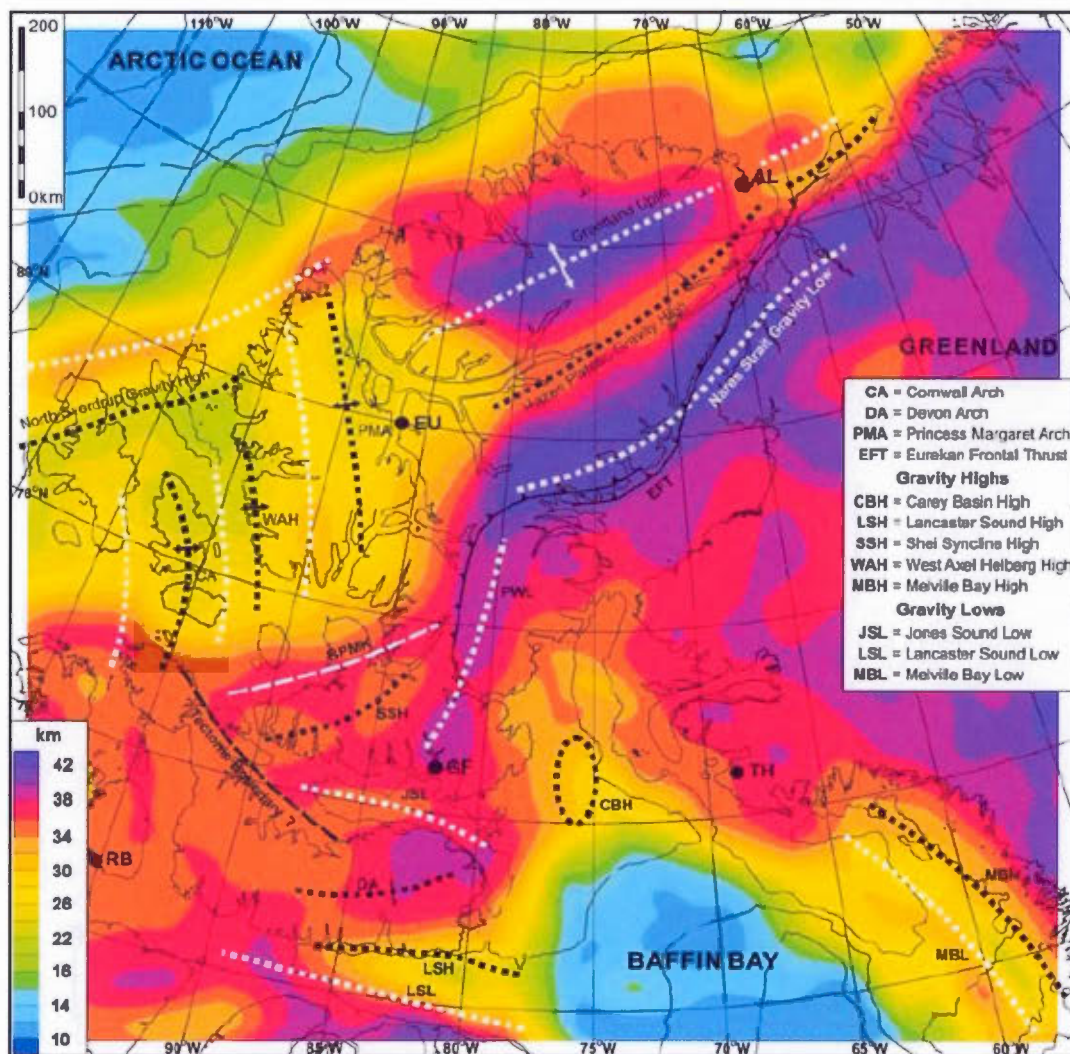 110°W 100°W 90°W 80°W 70°W 60°W 50°W
200
100
0km
ARCTIC OCEAN
AL
Grantland Uplift
80°N
Hazen Plateau Gravity High
Nares Strait Gravity Low
GREENLAND
North Sverdrup Gravity High
PMA
EU
78°N
EFT
WAH
CA
PWL
CA = Cornwall Arch
DA = Devon Arch
PMA = Princess Margaret Arch
EFT = Eurekan Frontal Thrust
Gravity Highs
CBH = Carey Basin High
LSH = Lancaster Sound High
SSH = Shei Syncline High
WAH = West Axel Heiberg High
MBH = Melville Bay High
Gravity Lows
JSL = Jones Sound Low
LSL = Lancaster Sound Low
MBL = Melville Bay Low
SSH
Tectonic Boundary ?
km
42
38
34
30
26
22
18
14
10
GF
TH
JSL
CBH
RB
DA
MBH
LSH
LSL
BAFFIN BAY
MBL
90°W 85°W 80°W 75°W 70°W 65°W 60°W